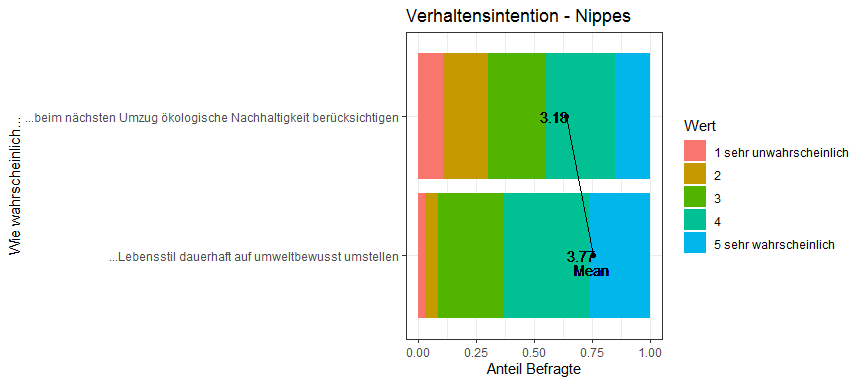 Verhaltensintention - Nippes
Wie wahrscheinlich...
...beim nächsten Umzug ökologische Nachhaltigkeit berücksichtigen
...Lebensstil dauerhaft auf umweltbewusst umstellen
3.18
3.77
Mean
0.00 0.25 0.50 0.75 1.00
Anteil Befragte
Wert
1 sehr unwahrscheinlich
2
3
4
5 sehr wahrscheinlich